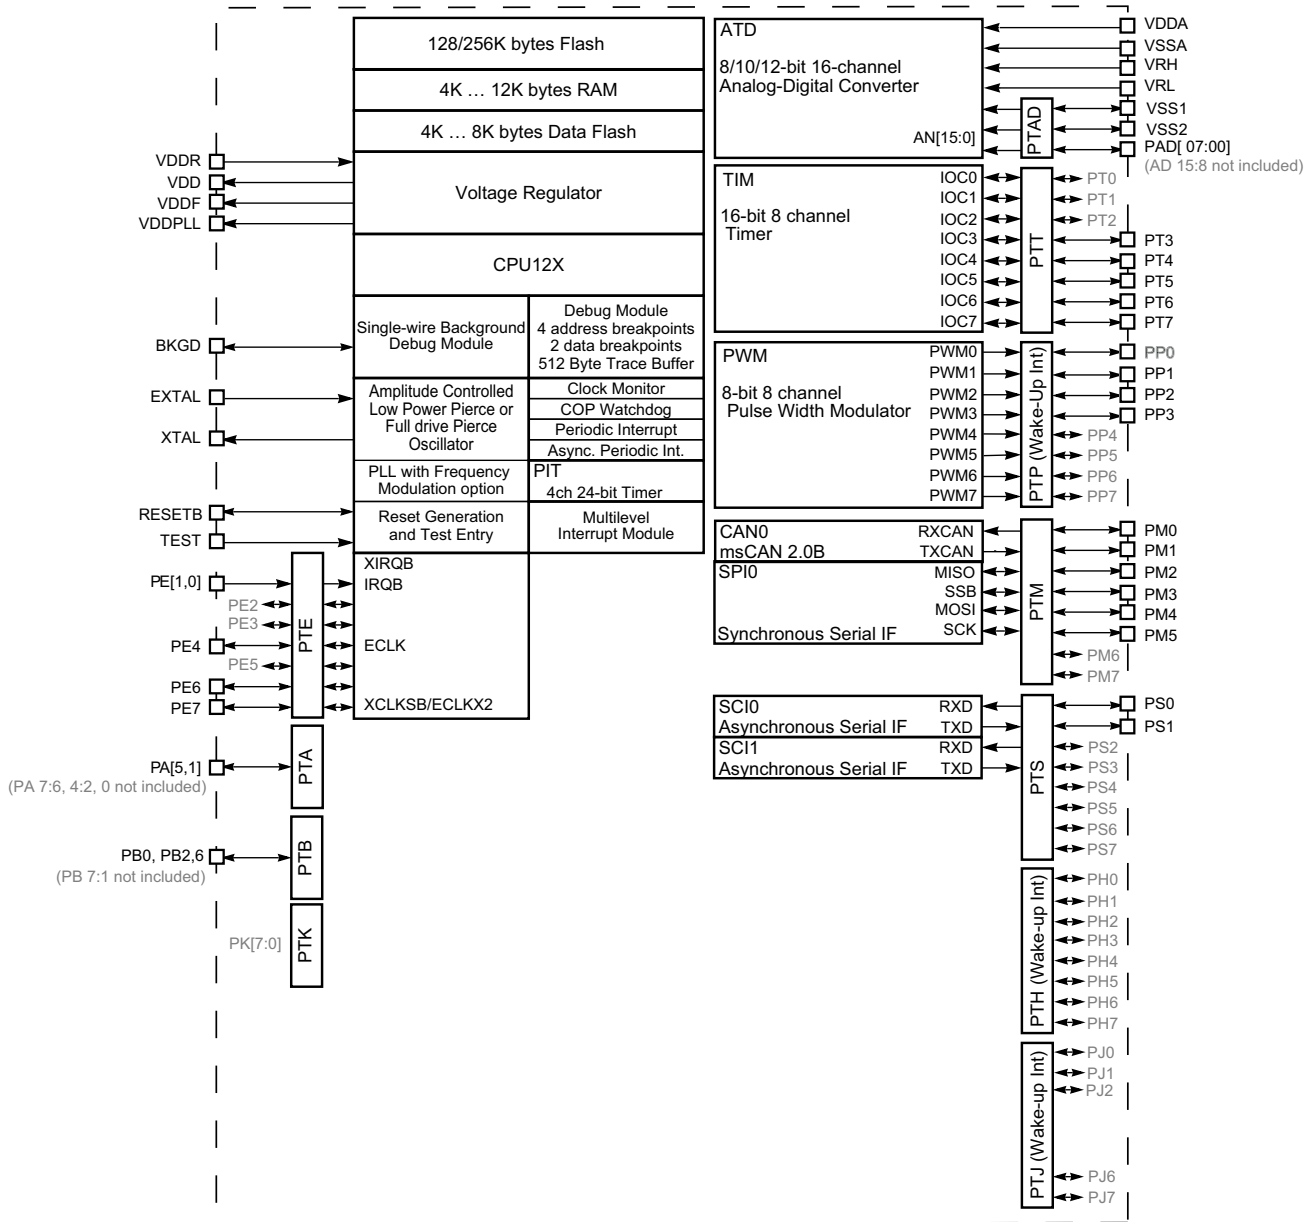 128/256K bytes Flash
4K … 12K bytes RAM
4K … 8K bytes Data Flash
VDDR
VDD
VDDF
VDDPLL
Voltage Regulator
CPU12X
BKGD
Single-wire Background
Debug Module
Debug Module
4 address breakpoints
2 data breakpoints
512 Byte Trace Buffer
EXTAL
XTAL
Amplitude Controlled
Low Power Pierce or
Full drive Pierce
Oscillator
Clock Monitor
COP Watchdog
Periodic Interrupt
Async. Periodic Int.
PLL with Frequency
Modulation option
PIT
4ch 24-bit Timer
RESETB
TEST
Reset Generation
and Test Entry
Multilevel
Interrupt Module
PE[1,0]
PE2
PE3
PE4
PE5
PE6
PE7
PTE
XIRQB
IRQB
ECLK
XCLKSB/ECLKX2
PA[5,1]
(PA 7:6, 4:2, 0 not included)
PTA
PB0, PB2,6
(PB 7:1 not included)
PTB
PK[7:0]
PTK
ATD
8/10/12-bit 16-channel
Analog-Digital Converter
AN[15:0]
PTAD
VDDA
VSSA
VRH
VRL
VSS1
VSS2
PAD[ 07:00]
(AD 15:8 not included)
TIM
16-bit 8 channel
Timer
IOC0
IOC1
IOC2
IOC3
IOC4
IOC5
IOC6
IOC7
PTT
PT0
PT1
PT2
PT3
PT4
PT5
PT6
PT7
PWM
8-bit 8 channel
Pulse Width Modulator
PWM0
PWM1
PWM2
PWM3
PWM4
PWM5
PWM6
PWM7
PTP (Wake-Up Int)
PP0
PP1
PP2
PP3
PP4
PP5
PP6
PP7
CAN0
msCAN 2.0B
RXCAN
TXCAN
SPI0
Synchronous Serial IF
MISO
SSB
MOSI
SCK
PTM
PM0
PM1
PM2
PM3
PM4
PM5
PM6
PM7
SCI0
Asynchronous Serial IF
RXD
TXD
SCI1
Asynchronous Serial IF
RXD
TXD
PTS
PS0
PS1
PS2
PS3
PS4
PS5
PS6
PS7
PTH (Wake-up Int)
PH0
PH1
PH2
PH3
PH4
PH5
PH6
PH7
PTJ (Wake-up Int)
PJ0
PJ1
PJ2
PJ6
PJ7